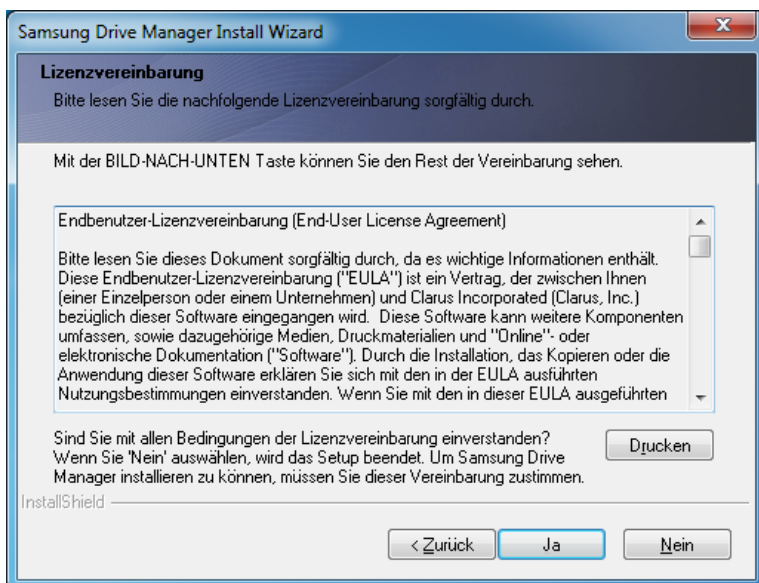 Samsung Drive Manager Install Wizard
Lizenzvereinbarung
Bitte lesen Sie die nachfolgende Lizenzvereinbarung sorgfältig durch.
Mit der BILD-NACH-UNTEN Taste können Sie den Rest der Vereinbarung sehen.
Endbenutzer-Lizenzvereinbarung (End-User License Agreement)
Bitte lesen Sie dieses Dokument sorgfältig durch, da es wichtige Informationen enthält.
Diese Endbenutzer-Lizenzvereinbarung ("EULA") ist ein Vertrag, der zwischen Ihnen
(einer Einzelperson oder einem Unternehmen) und Clarus Incorporated (Clarus, Inc.)
bezüglich dieser Software eingegangen wird.  Diese Software kann weitere Komponenten
umfassen, sowie dazugehörige Medien, Druckmaterialien und "Online"- oder
elektronische Dokumentation ("Software"). Durch die Installation, das Kopieren oder die
Anwendung dieser Software erklären Sie sich mit den in der EULA ausführten
Nutzungsbestimmungen einverstanden. Wenn Sie mit den in dieser EULA ausgeführten
Sind Sie mit allen Bedingungen der Lizenzvereinbarung einverstanden?
Wenn Sie 'Nein' auswählen, wird das Setup beendet. Um Samsung Drive
Manager installieren zu können, müssen Sie dieser Vereinbarung zustimmen.
Drucken
InstallShield
< Zurück
Ja
Nein